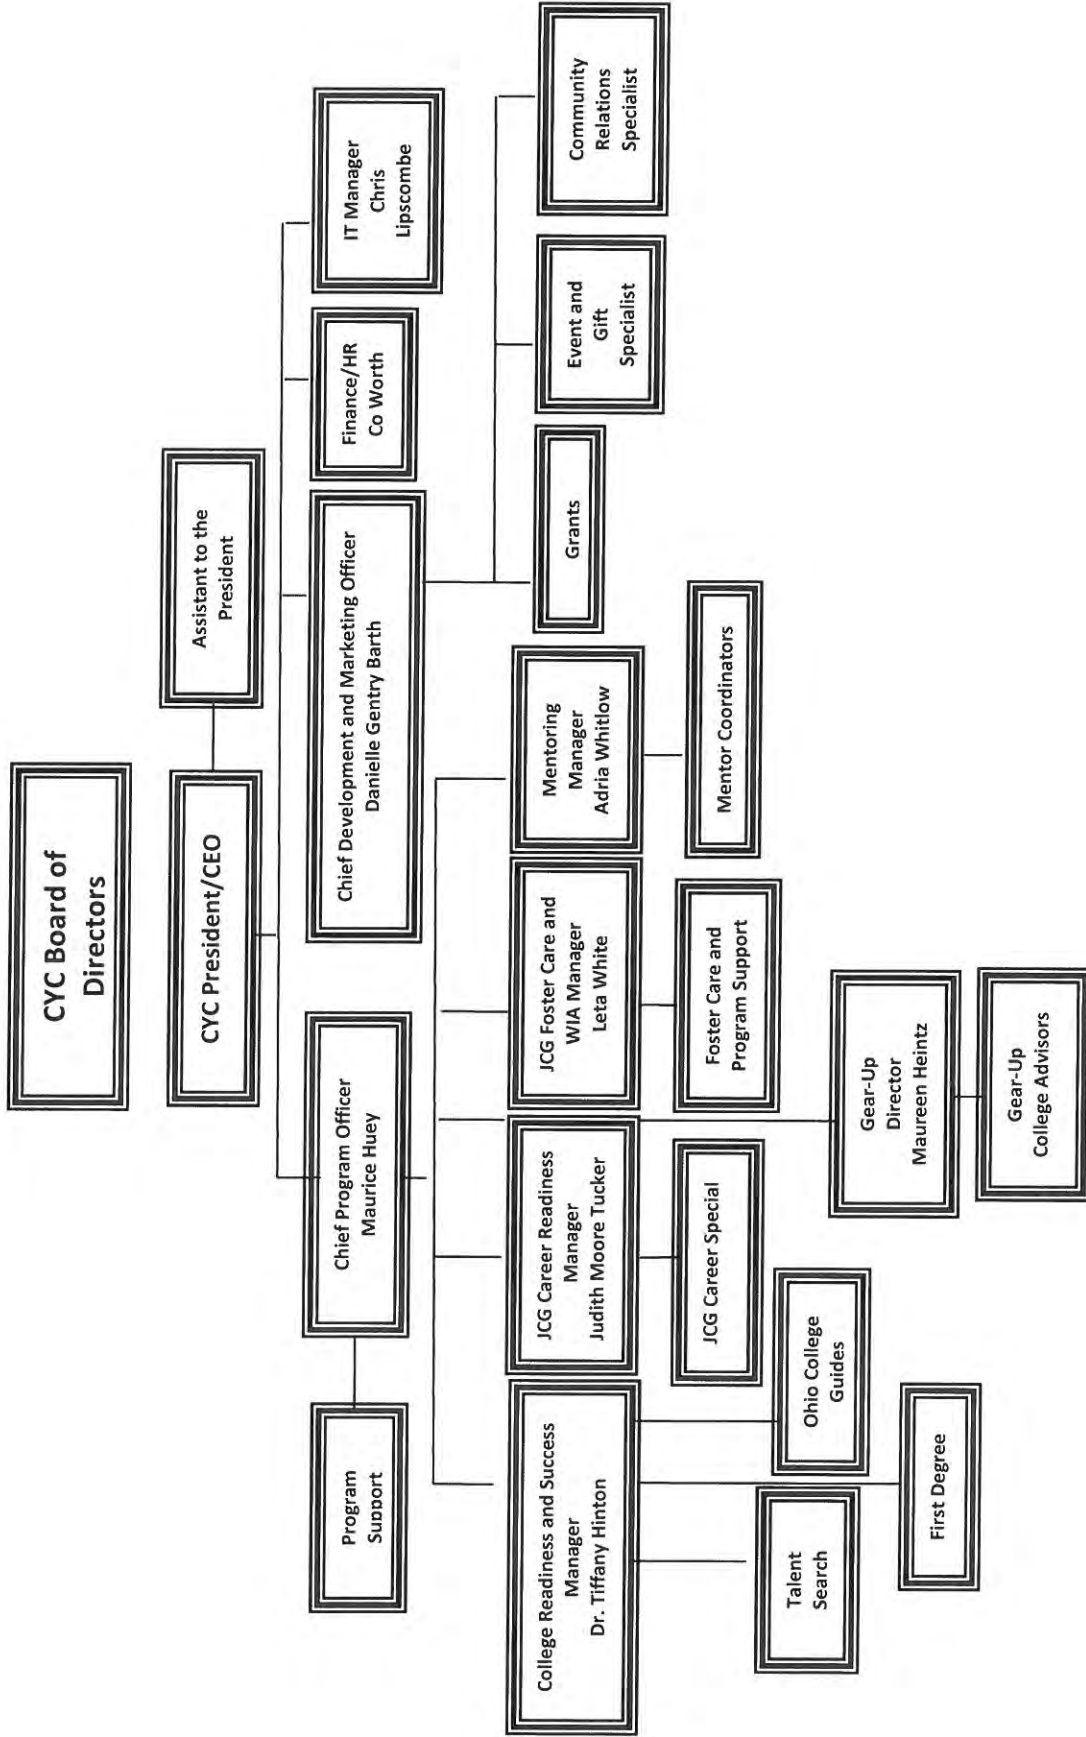 CYC Board of
Directors
CYC President/CEO
Assistant to the
President
Program
Support
Chief Program Officer
Maurice Huey
Chief Development and Marketing Officer
Danielle Gentry Barth
Finance/HR
Co Worth
IT Manager
Chris
Lipscombe
College Readiness and Success
Manager
Dr. Tiffany Hinton
JCG Career Readiness
Manager
Judith Moore Tucker
JCG Foster Care and
WIA Manager
Leta White
Mentoring
Manager
Adria Whitlow
Grants
Event and
Gift
Specialist
Community
Relations
Specialist
JCG Career Special
Foster Care and
Program Support
Mentor Coordinators
Talent
Search
Ohio College
Guides
Gear-Up
Director
Maureen Heintz
First Degree
Gear-Up
College Advisors